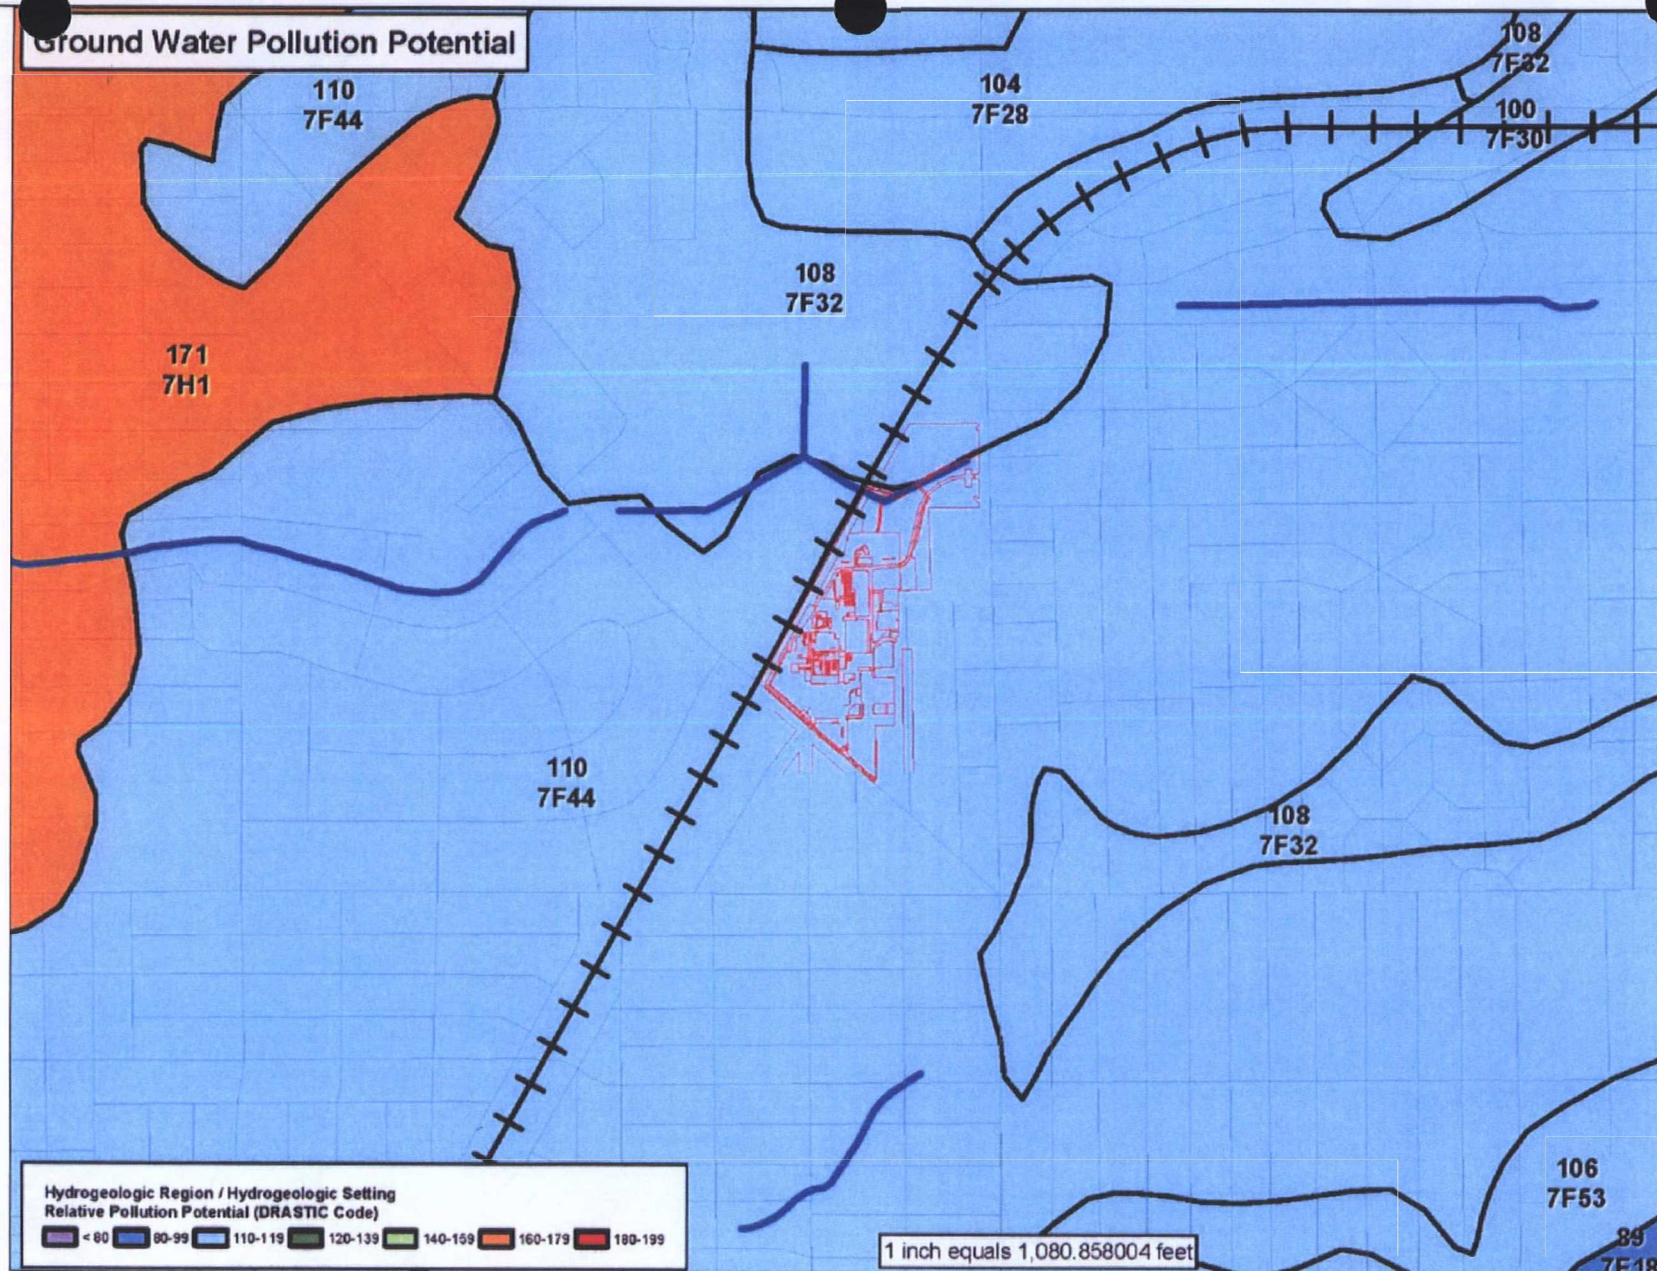 Ground Water Pollution Potential
108
7F32
110
7F44
104
7F28
100
7F30
108
7F32
171
7H1
110
7F44
108
7F32
106
7F53
89
7F18
Hydrogeologic Region / Hydrogeologic Setting
Relative Pollution Potential (DRASTIC Code)
< 80 80-99 110-119 120-139 140-159 160-179 180-199
1 inch equals 1,080.858004 feet